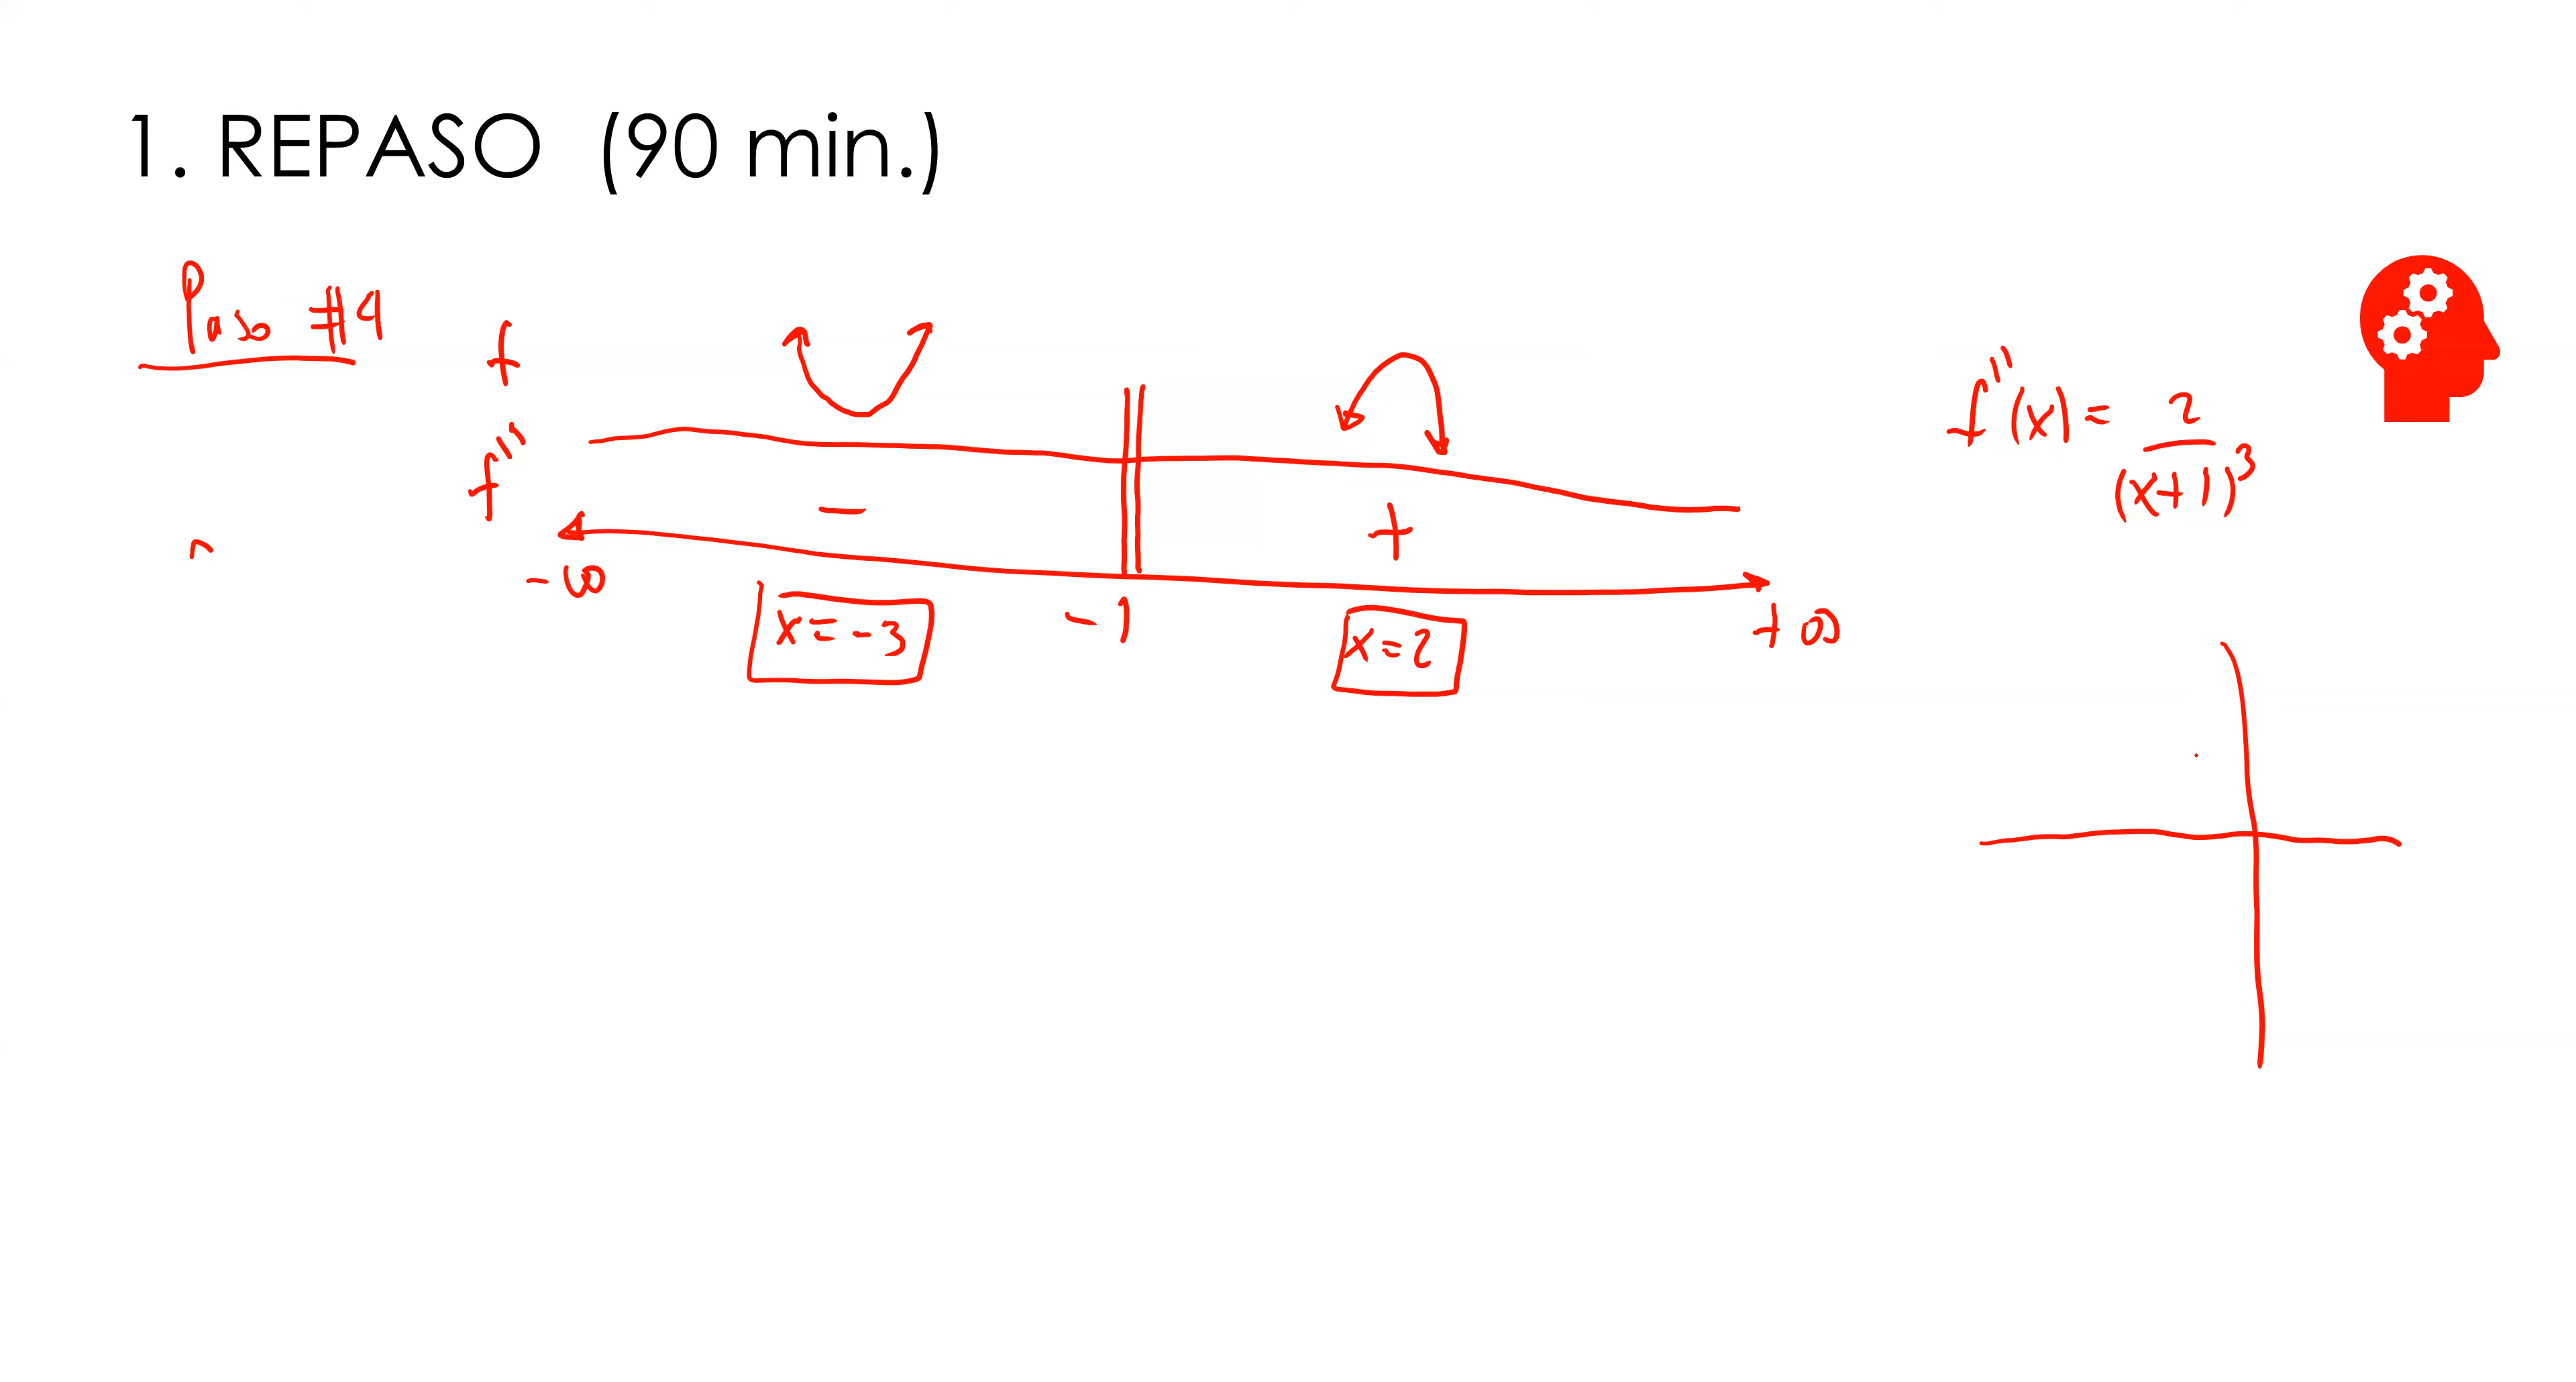 1. REPASO (90 min.)
Paso #4
f
f''
- +
-∞ x=-3 -1 x=2 +∞
f''(x) = 2/(x+1)^3